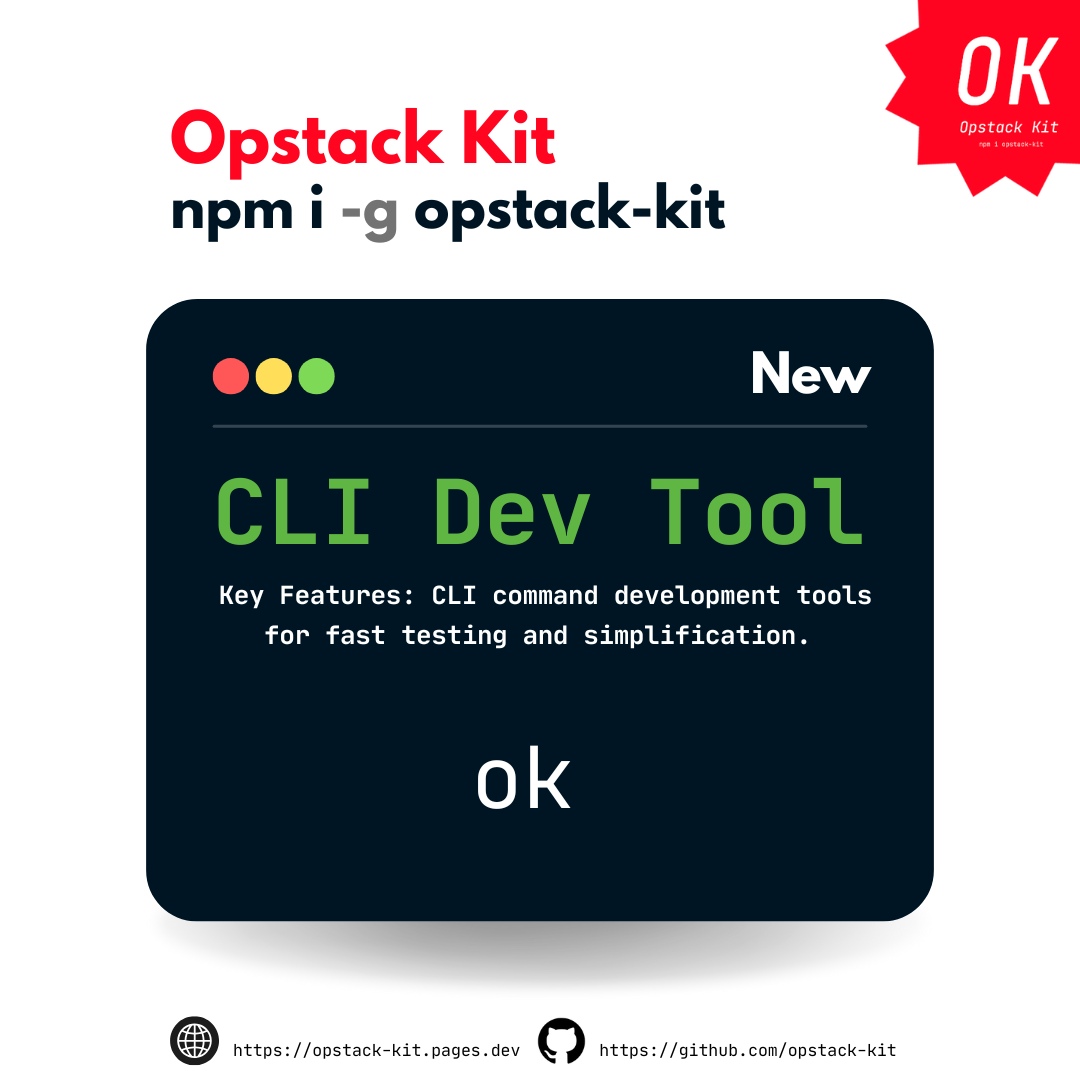 OK
Opstack Kit
npm i opstack-kit
Opstack Kit
npm i -g opstack-kit
New
CLI Dev Tool
Key Features: CLI command development tools
for fast testing and simplification.
ok
https://opstack-kit.pages.dev
https://github.com/opstack-kit